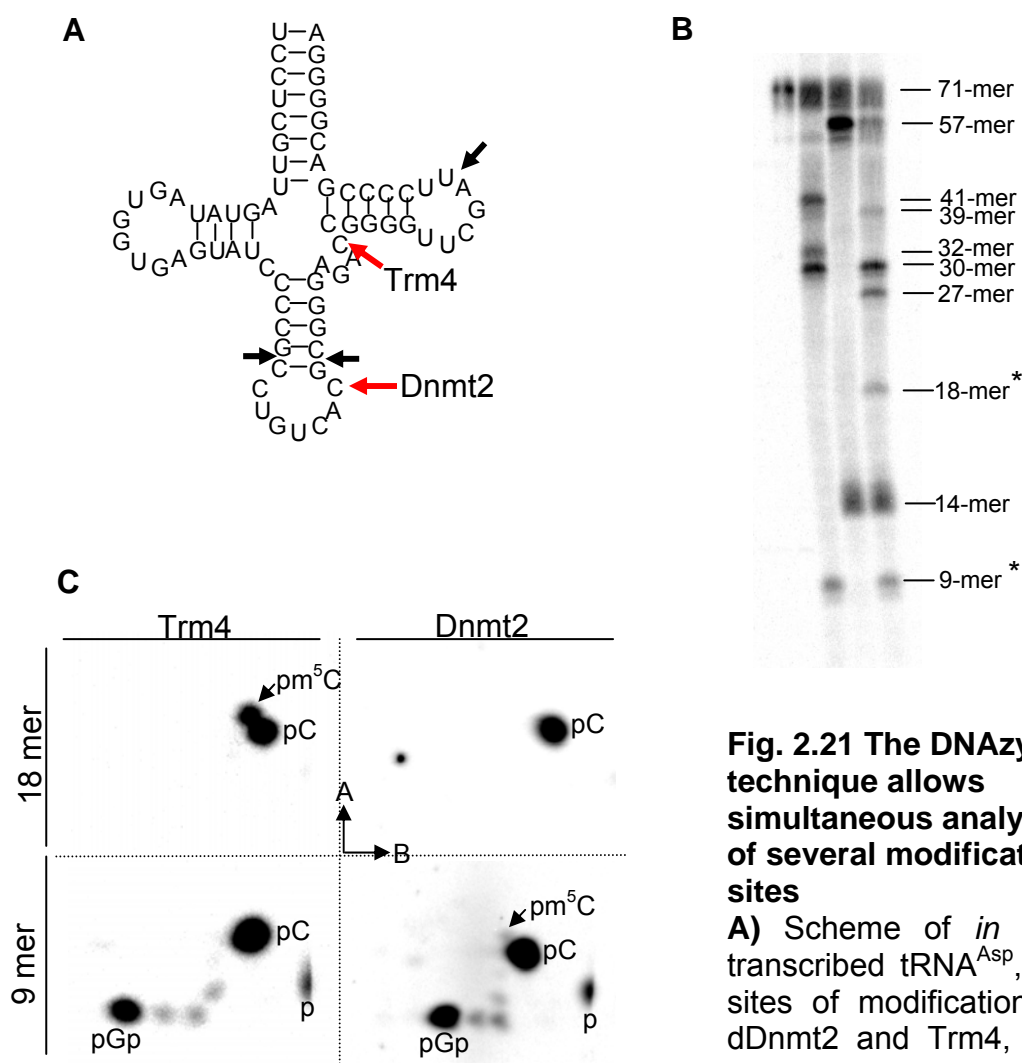 A
U–A
C–G
C–G
U–G
C–G
G–C
U–A
U G C C C C U U A G C U U G G G G C
U G A U A U G A
G G U G A G U A U
C C A G A
C–G
C–G
C–G
G–C
C–G
C U G U C A C
Trm4
Dnmt2
B
71-mer
57-mer
41-mer
39-mer
32-mer
30-mer
27-mer
18-mer *
14-mer
9-mer *
C
Trm4 Dnmt2
18 mer
pm⁵C
pC
pC
A
B
9 mer
pC
pGp
p
pm⁵C
pC
pGp
p
Fig. 2.21 The DNAzy
technique allows
simultaneous analy
of several modificat
sites
A) Scheme of in
transcribed tRNA^Asp,
sites of modification
dDnmt2 and Trm4,